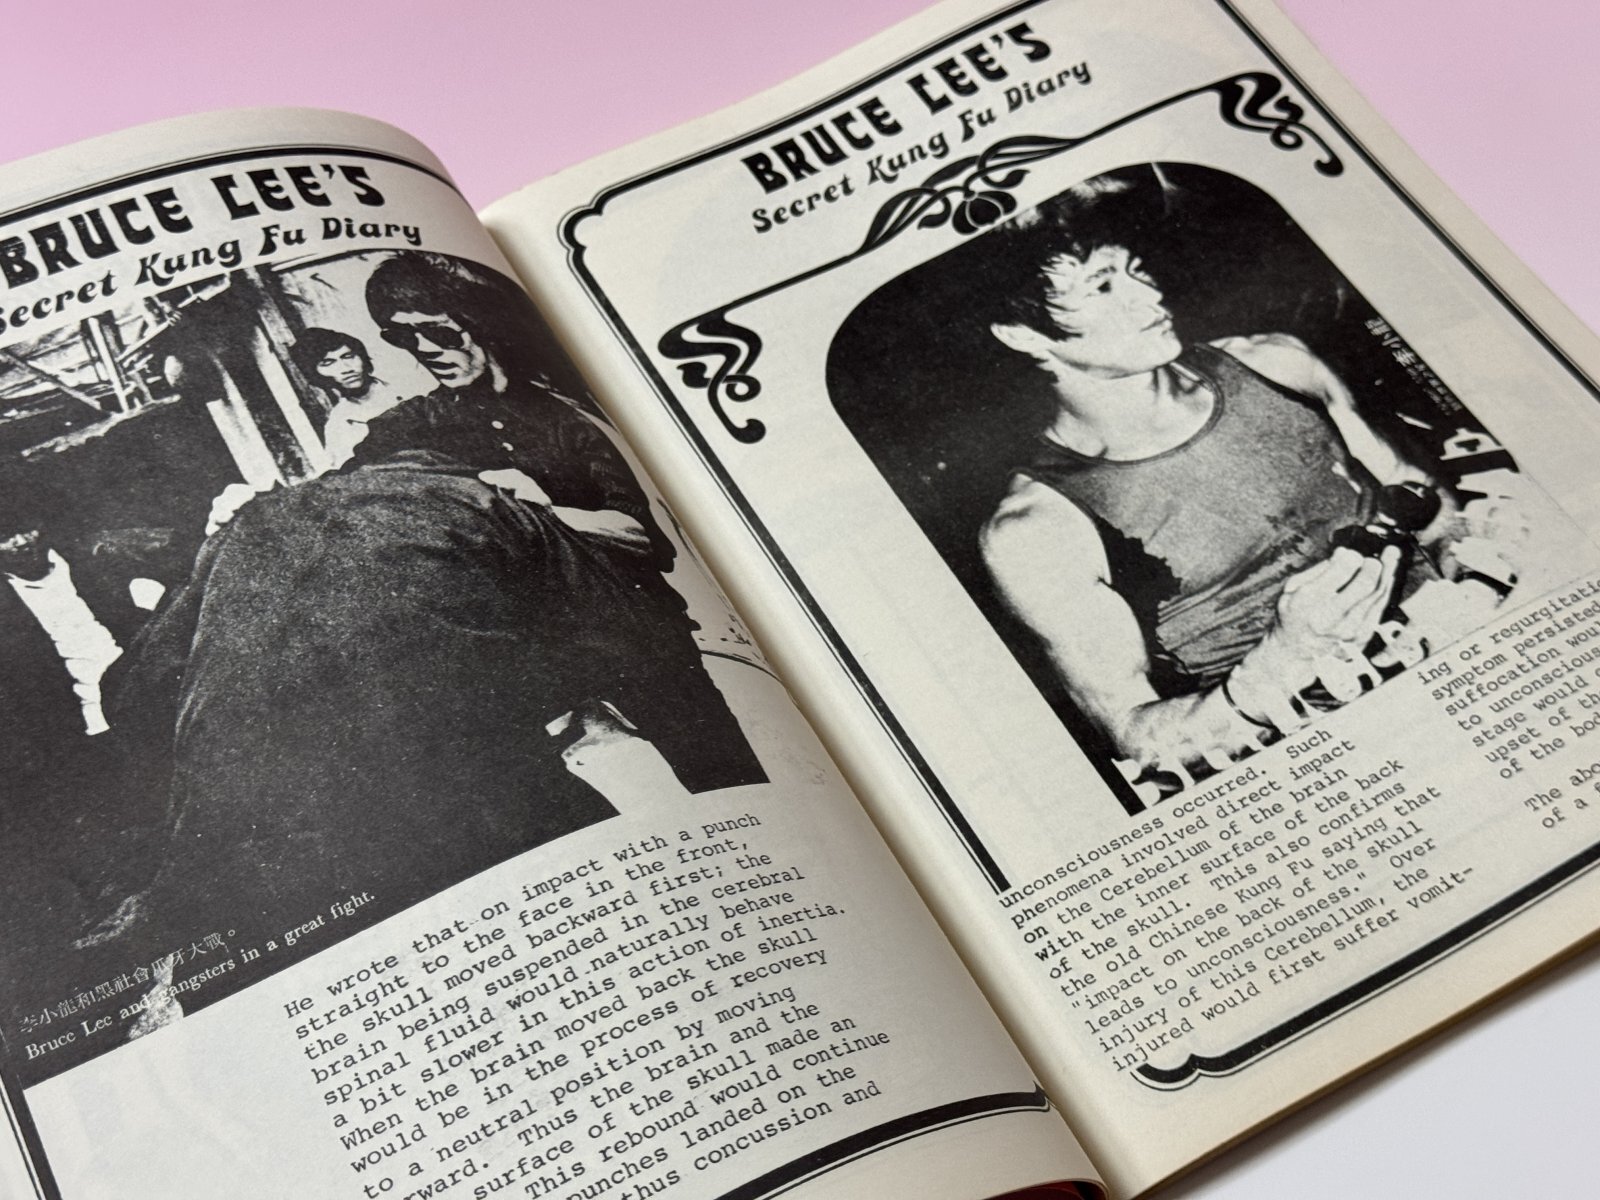 BRUCE LEE'S
Secret Kung Fu Diary
李小龍和黑社會爪牙大戰。
Bruce Lee and gangsters in a great fight.
He wrote that on impact with a punch
straight to the face in the front,
the skull moved backward first; the
brain being suspended in the cerebral
spinal fluid would naturally behave
a bit slower in this action of inertia.
When the brain moved back the skull
would be in the process of recovery
to a neutral position by moving
rward. Thus the brain and the
surface of the skull made an
This rebound would continue
punches landed on the
thus concussion and
BRUCE LEE'S
Secret Kung Fu Diary
李小龍
unconsciousness occurred. Such
phenomena involved direct impact
on the Cerebellum of the brain
with the inner surface of the back
of the skull. This also confirms
the old Chinese Kung Fu saying that
"impact on the back of the skull
leads to unconsciousness." Over
injury of this Cerebellum, the
injured would first suffer vomit-
ing or regurgitatio
symptom persisted
suffocation woul
to unconscious
stage would
upset of th
of the bod
The abo
of a f